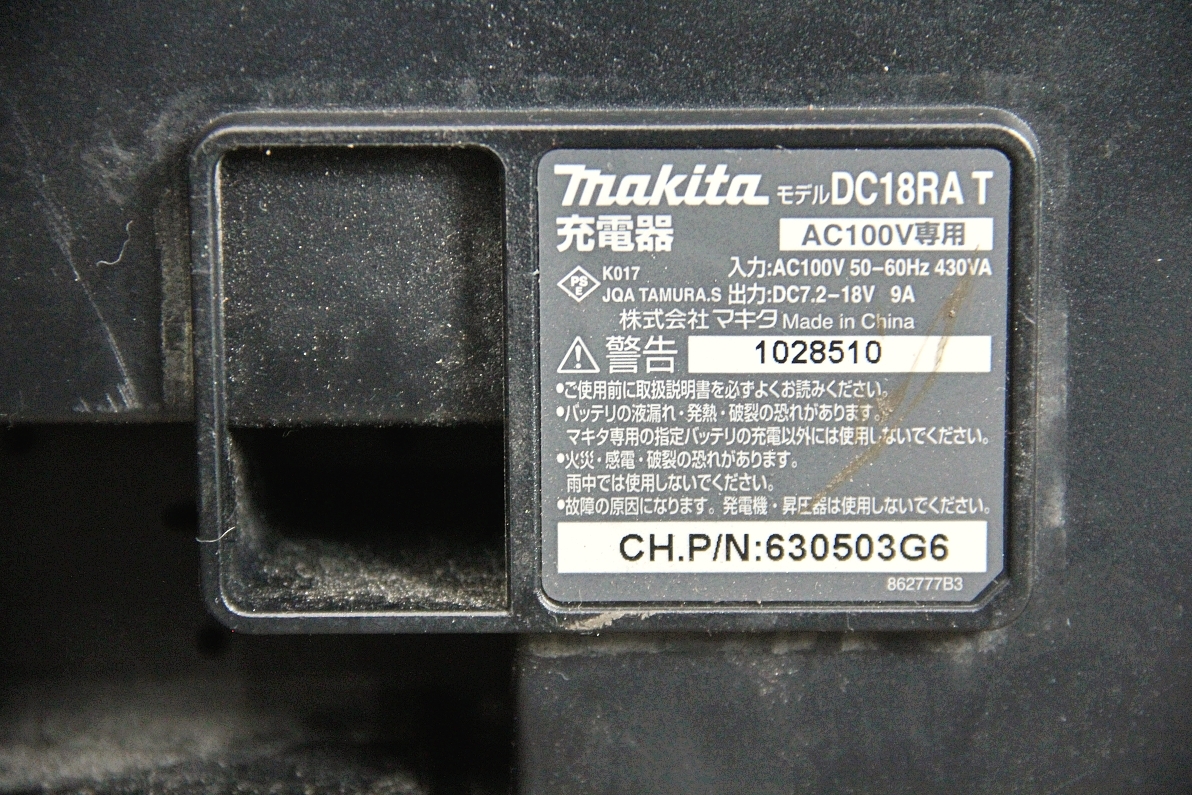 makita モデル DC18RA T
充電器 AC100V専用
PS E K017 入力:AC100V 50-60Hz 430VA
JQA TAMURA.S 出力:DC7.2-18V 9A
株式会社 マキタ Made in China
警告 1028510
•ご使用前に取扱説明書を必ずよくお読みください。
•バッテリの液漏れ・発熱・破裂の恐れがあります。
マキタ専用の指定バッテリの充電以外には使用しないでください。
•火災・感電・破裂の恐れがあります。
雨中では使用しないでください。
•故障の原因になります。発電機・昇圧器は使用しないでください。
CH.P/N:630503G6
862777B3